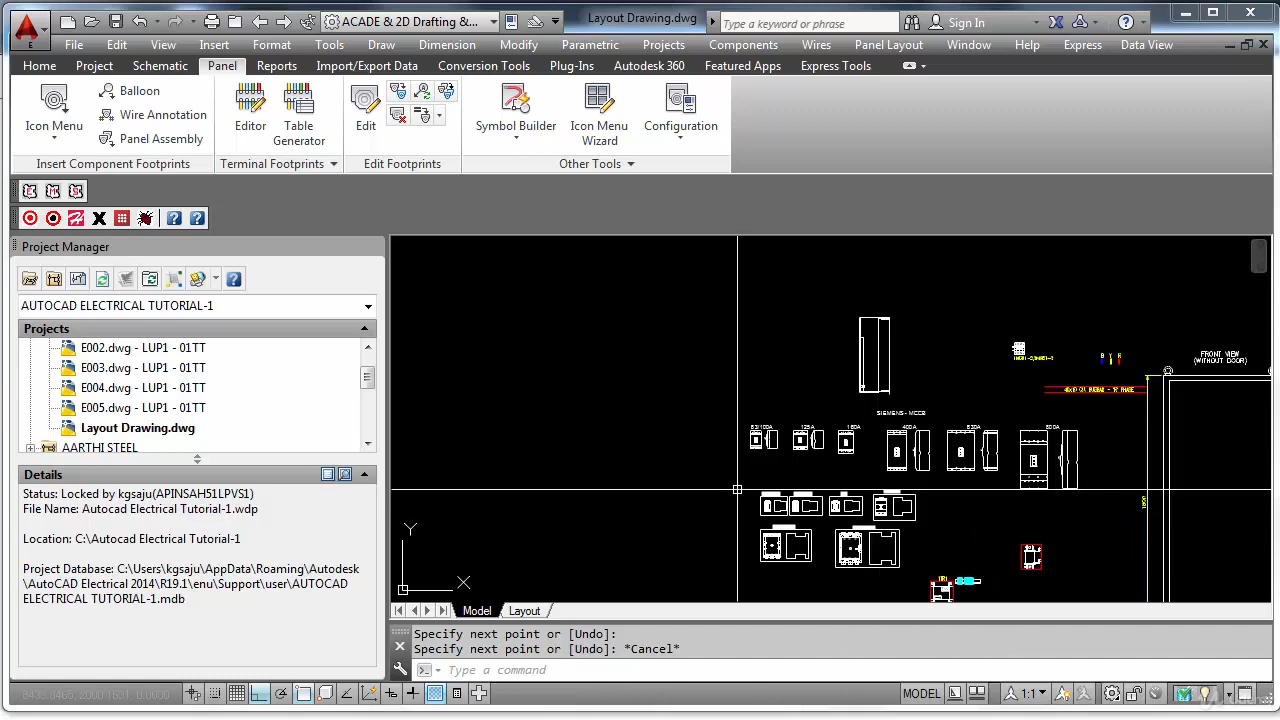 ACADE & 2D Drafting &...
Layout Drawing.dwg
Type a keyword or phrase
Sign In
File Edit View Insert Format Tools Draw Dimension Modify Parametric Projects Components Wires Panel Layout Window Help Express Data View
Home Project Schematic Panel Reports Import/Export Data Conversion Tools Plug-Ins Autodesk 360 Featured Apps Express Tools
Icon Menu
Balloon
Wire Annotation
Panel Assembly
Insert Component Footprints
Editor
Table Generator
Terminal Footprints
Edit
Edit Footprints
Symbol Builder
Icon Menu Wizard
Configuration
Other Tools
Project Manager
AUTOCAD ELECTRICAL TUTORIAL-1
Projects
E002.dwg - LUP1 - 01TT
E003.dwg - LUP1 - 01TT
E004.dwg - LUP1 - 01TT
E005.dwg - LUP1 - 01TT
Layout Drawing.dwg
AARTHI STEEL
Details
Status: Locked by kgsaju(APINSAH51LPVS1)
File Name: Autocad Electrical Tutorial-1.wdp
Location: C:\Autocad Electrical Tutorial-1
Project Database: C:\Users\kgsaju\AppData\Roaming\Autodesk
\AutoCAD Electrical 2014\R19.1\enu\Support\user\AUTOCAD
ELECTRICAL TUTORIAL-1.mdb
B Y R
FRONT VIEW
(WITHOUT DOOR)
SIEMENS- MCCB
125A 160A 400A 630A 800A
Y
X
Model Layout
Specify next point or [Undo]:
Specify next point or [Undo]: *Cancel*
Type a command
MODEL
1:1